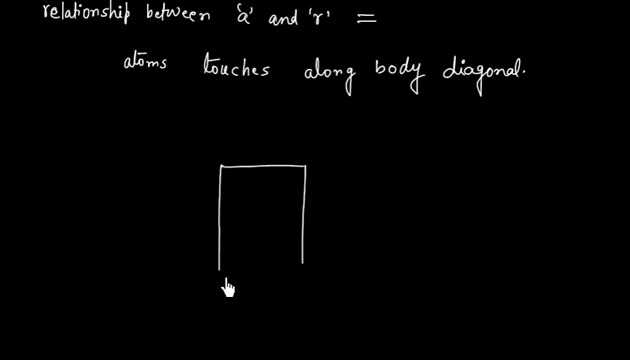 relationship between 'a' and 'r' =
atoms touches along body diagonal.